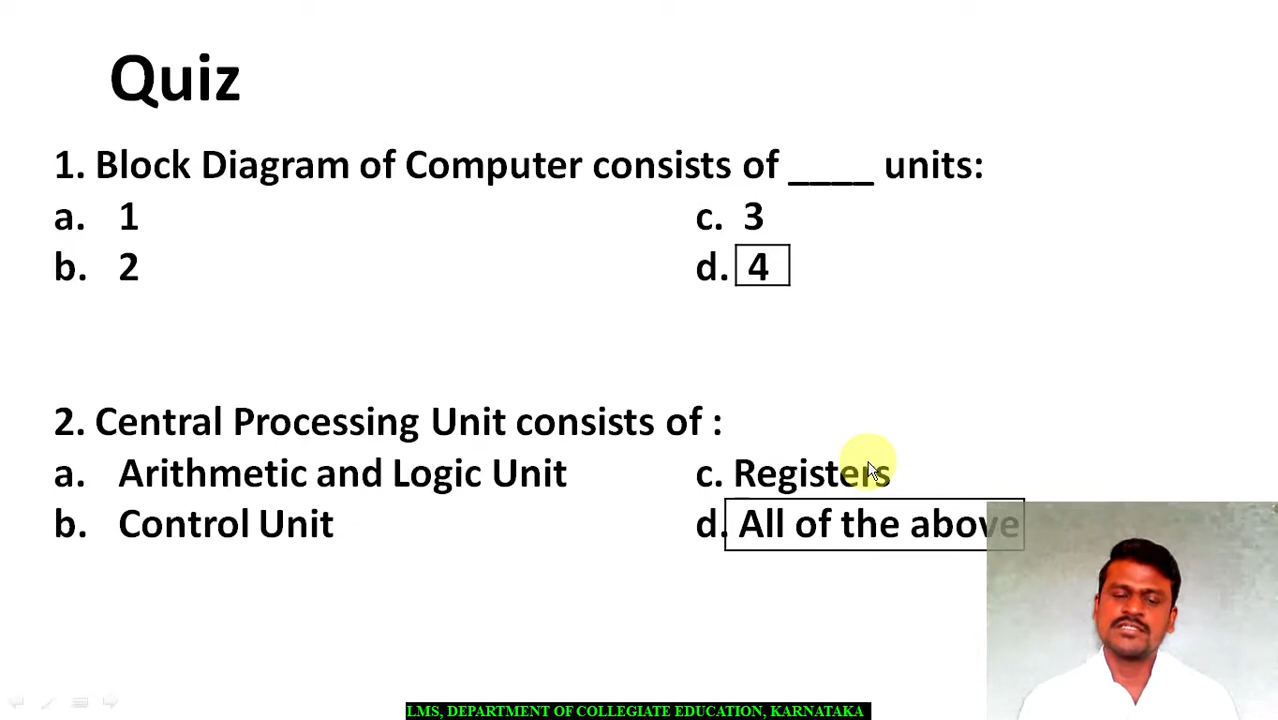 Quiz
1. Block Diagram of Computer consists of ____ units:
a. 1
b. 2
c. 3
d. 4
2. Central Processing Unit consists of :
a. Arithmetic and Logic Unit
b. Control Unit
c. Registers
d. All of the above
LMS, DEPARTMENT OF COLLEGIATE EDUCATION, KARNATAKA